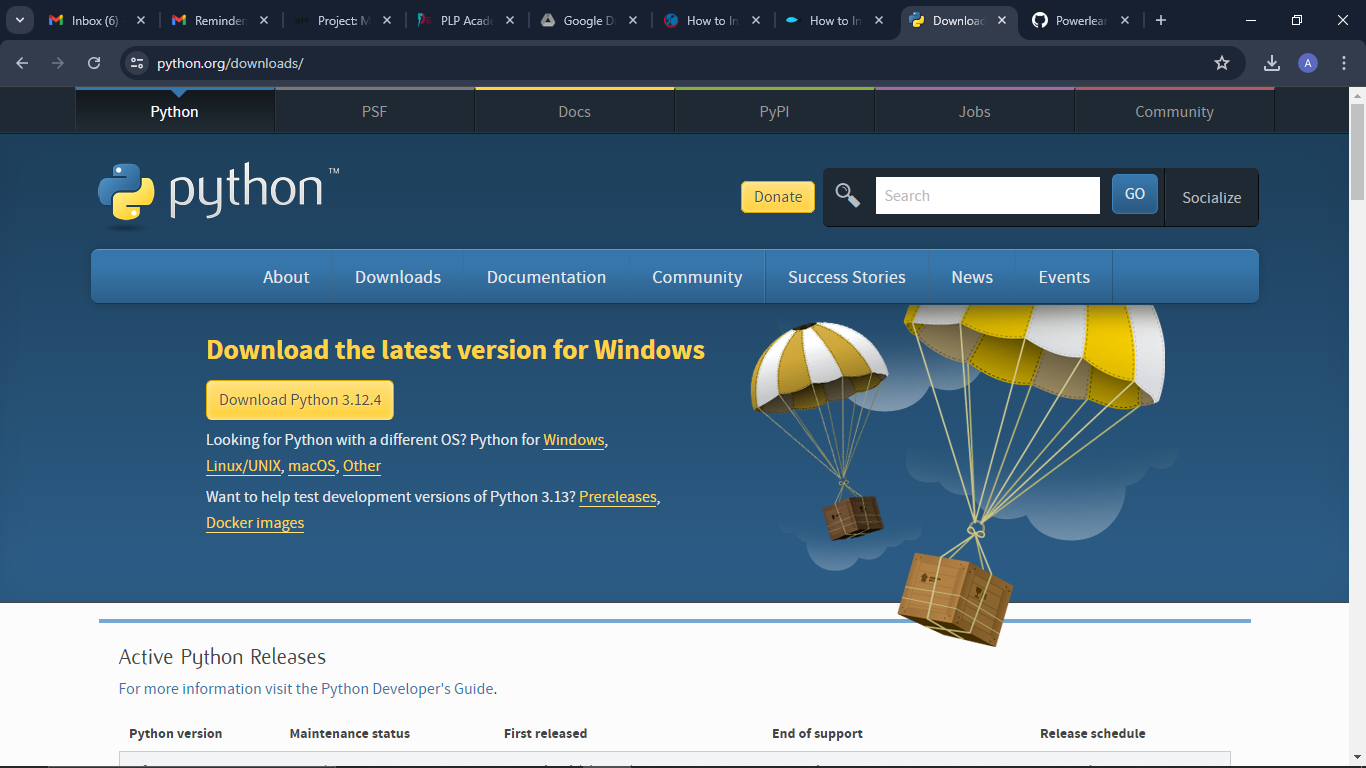 Inbox (6)
Reminder
Project: M
PLP Acade
Google D
How to In
How to In
Download
Powerlear
python.org/downloads/
A
Python PSF Docs PyPI Jobs Community
python™
Donate
Search
GO
Socialize
About Downloads Documentation Community Success Stories News Events
Download the latest version for Windows
Download Python 3.12.4
Looking for Python with a different OS? Python for Windows,
Linux/UNIX, macOS, Other
Want to help test development versions of Python 3.13? Prereleases,
Docker images
Active Python Releases
For more information visit the Python Developer's Guide.
Python version Maintenance status First released End of support Release schedule